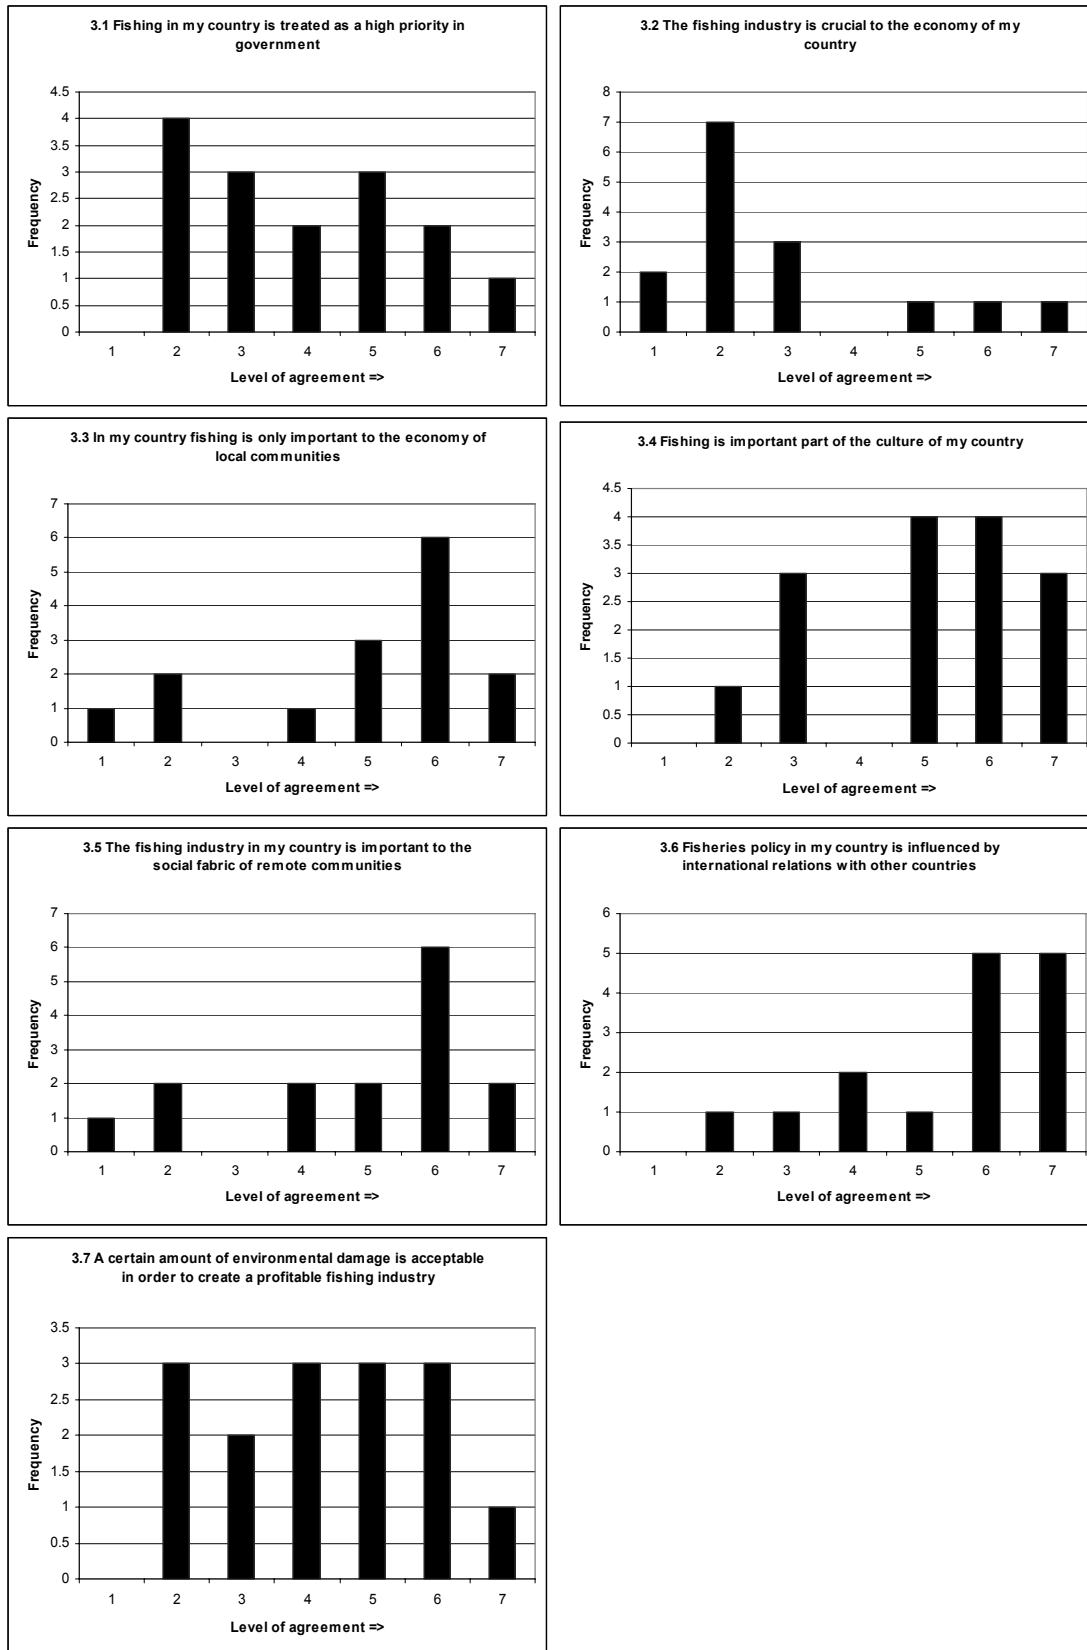 3.1 Fishing in my country is treated as a high priority in
government
4.5
4
3.5
3
2.5
2
1.5
1
0.5
0
Frequency
1 2 3 4 5 6 7
Level of agreement =>
3.2 The fishing industry is crucial to the economy of my
country
8
7
6
5
4
3
2
1
0
Frequency
1 2 3 4 5 6 7
Level of agreement =>
3.3 In my country fishing is only important to the economy of
local communities
7
6
5
4
3
2
1
0
Frequency
1 2 3 4 5 6 7
Level of agreement =>
3.4 Fishing is important part of the culture of my country
4.5
4
3.5
3
2.5
2
1.5
1
0.5
0
Frequency
1 2 3 4 5 6 7
Level of agreement =>
3.5 The fishing industry in my country is important to the
social fabric of remote communities
7
6
5
4
3
2
1
0
Frequency
1 2 3 4 5 6 7
Level of agreement =>
3.6 Fisheries policy in my country is influenced by
international relations with other countries
6
5
4
3
2
1
0
Frequency
1 2 3 4 5 6 7
Level of agreement =>
3.7 A certain amount of environmental damage is acceptable
in order to create a profitable fishing industry
3.5
3
2.5
2
1.5
1
0.5
0
Frequency
1 2 3 4 5 6 7
Level of agreement =>